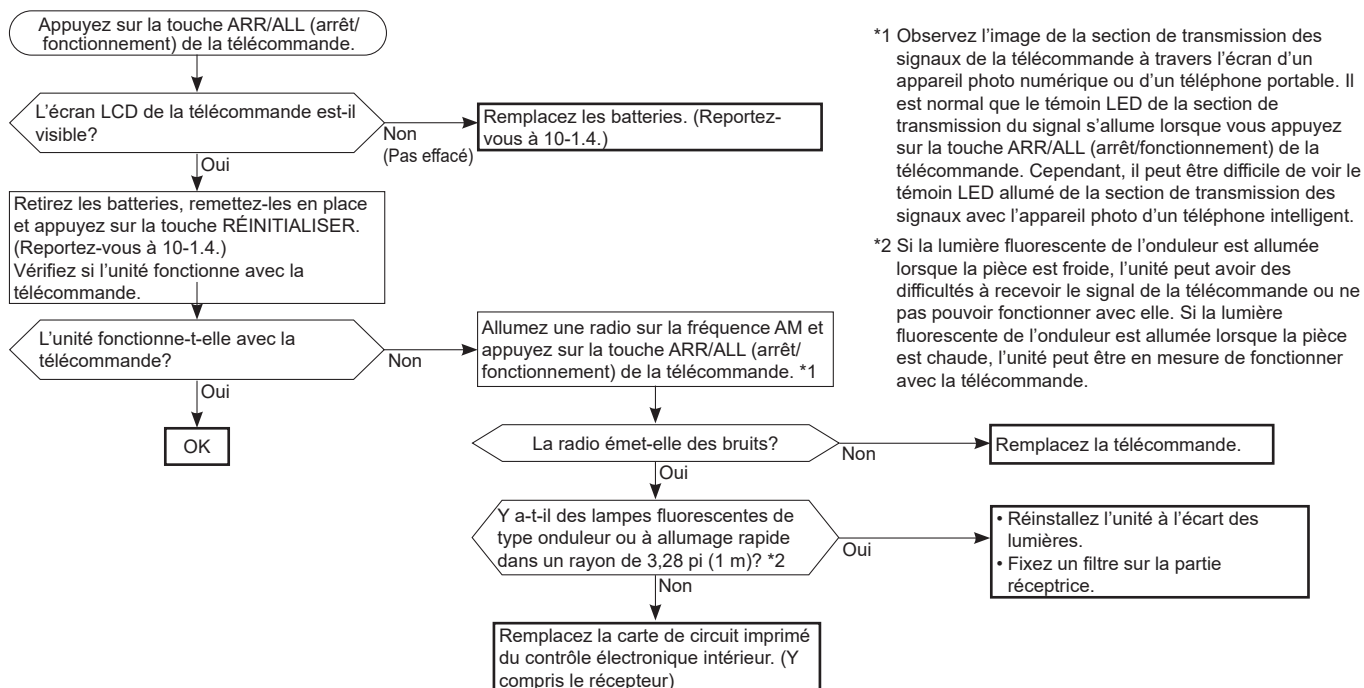 Appuyez sur la touche ARR/ALL (arrêt/
fonctionnement) de la télécommande.
L'écran LCD de la télécommande est-il
visible?
Non
(Pas effacé)
Remplacez les batteries. (Reportez-
vous à 10-1.4.)
Oui
Retirez les batteries, remettez-les en place
et appuyez sur la touche RÉINITIALISER.
(Reportez-vous à 10-1.4.)
Vérifiez si l'unité fonctionne avec la
télécommande.
L'unité fonctionne-t-elle avec la
télécommande?
Non
Oui
OK
Allumez une radio sur la fréquence AM et
appuyez sur la touche ARR/ALL (arrêt/
fonctionnement) de la télécommande. *1
La radio émet-elle des bruits?
Non
Remplacez la télécommande.
Oui
Y a-t-il des lampes fluorescentes de
type onduleur ou à allumage rapide
dans un rayon de 3,28 pi (1 m)? *2
Oui
• Réinstallez l'unité à l'écart des
lumières.
• Fixez un filtre sur la partie
réceptrice.
Non
Remplacez la carte de circuit imprimé
du contrôle électronique intérieur. (Y
compris le récepteur)
*1 Observez l'image de la section de transmission des
signaux de la télécommande à travers l'écran d'un
appareil photo numérique ou d'un téléphone portable. Il
est normal que le témoin LED de la section de
transmission du signal s'allume lorsque vous appuyez
sur la touche ARR/ALL (arrêt/fonctionnement) de la
télécommande. Cependant, il peut être difficile de voir le
témoin LED allumé de la section de transmission des
signaux avec l'appareil photo d'un téléphone intelligent.
*2 Si la lumière fluorescente de l'onduleur est allumée
lorsque la pièce est froide, l'unité peut avoir des
difficultés à recevoir le signal de la télécommande ou ne
pas pouvoir fonctionner avec elle. Si la lumière
fluorescente de l'onduleur est allumée lorsque la pièce
est chaude, l'unité peut être en mesure de fonctionner
avec la télécommande.